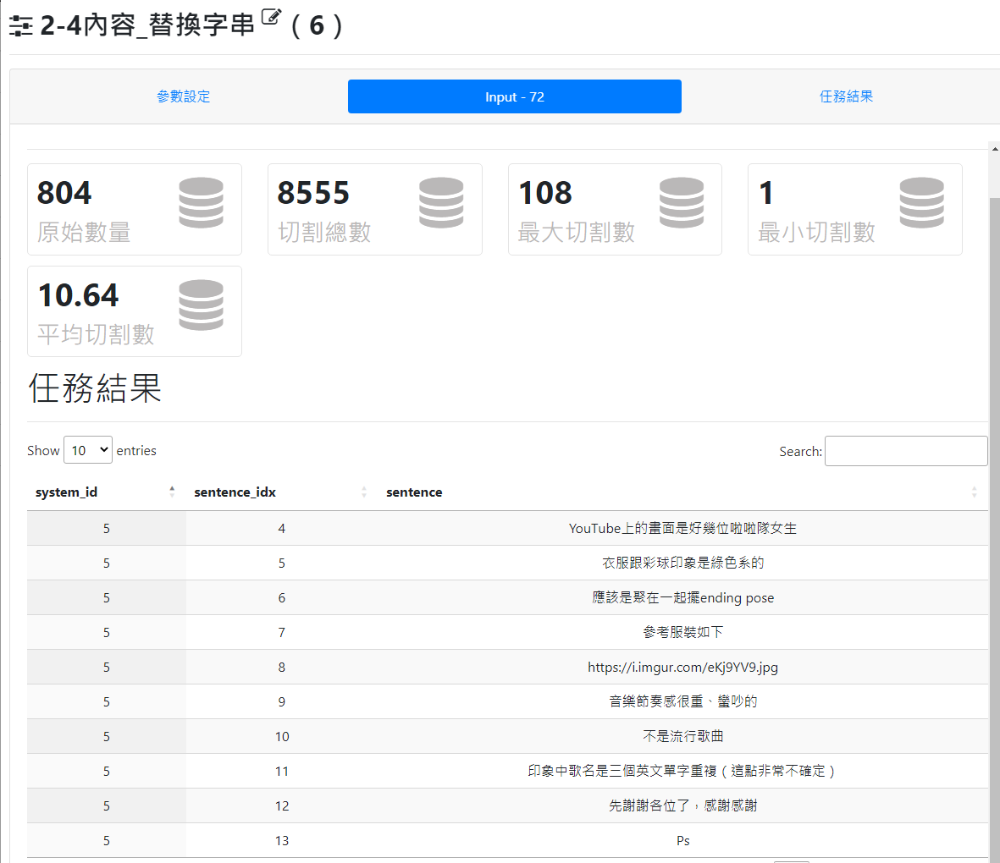 2-4內容_替換字串 ( 6 )
參數設定 Input - 72 任務結果
804 8555 108 1
原始數量 切割總數 最大切割數 最小切割數
10.64
平均切割數
任務結果
Show 10 entries Search:
system_id sentence_idx sentence
5 4 YouTube上的畫面是好幾位啦啦隊女生
5 5 衣服跟彩球印象是綠色系的
5 6 應該是聚在一起擺ending pose
5 7 參考服裝如下
5 8 https://i.imgur.com/eKj9YV9.jpg
5 9 音樂節奏感很重、蠻吵的
5 10 不是流行歌曲
5 11 印象中歌名是三個英文單字重複（這點非常不確定）
5 12 先謝謝各位了，感謝感謝
5 13 Ps